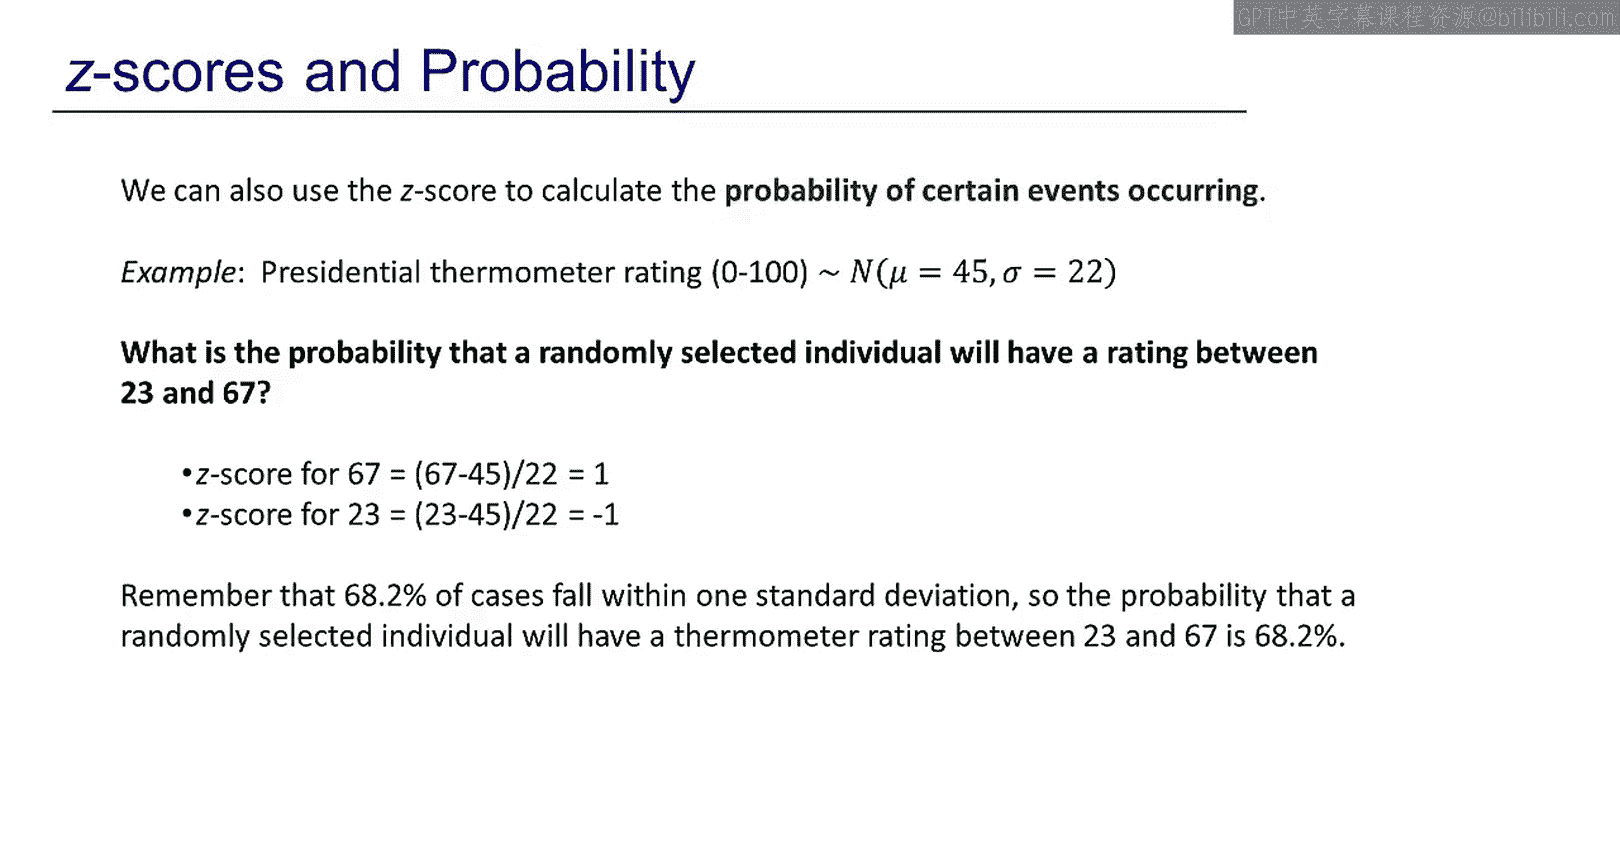 GPT中英字幕课程资源@bilibili.com
z-scores and Probability
We can also use the z-score to calculate the probability of certain events occurring.
Example: Presidential thermometer rating (0-100) ~ N(μ = 45, σ = 22)
What is the probability that a randomly selected individual will have a rating between
23 and 67?
•z-score for 67 = (67-45)/22 = 1
•z-score for 23 = (23-45)/22 = -1
Remember that 68.2% of cases fall within one standard deviation, so the probability that a
randomly selected individual will have a thermometer rating between 23 and 67 is 68.2%.